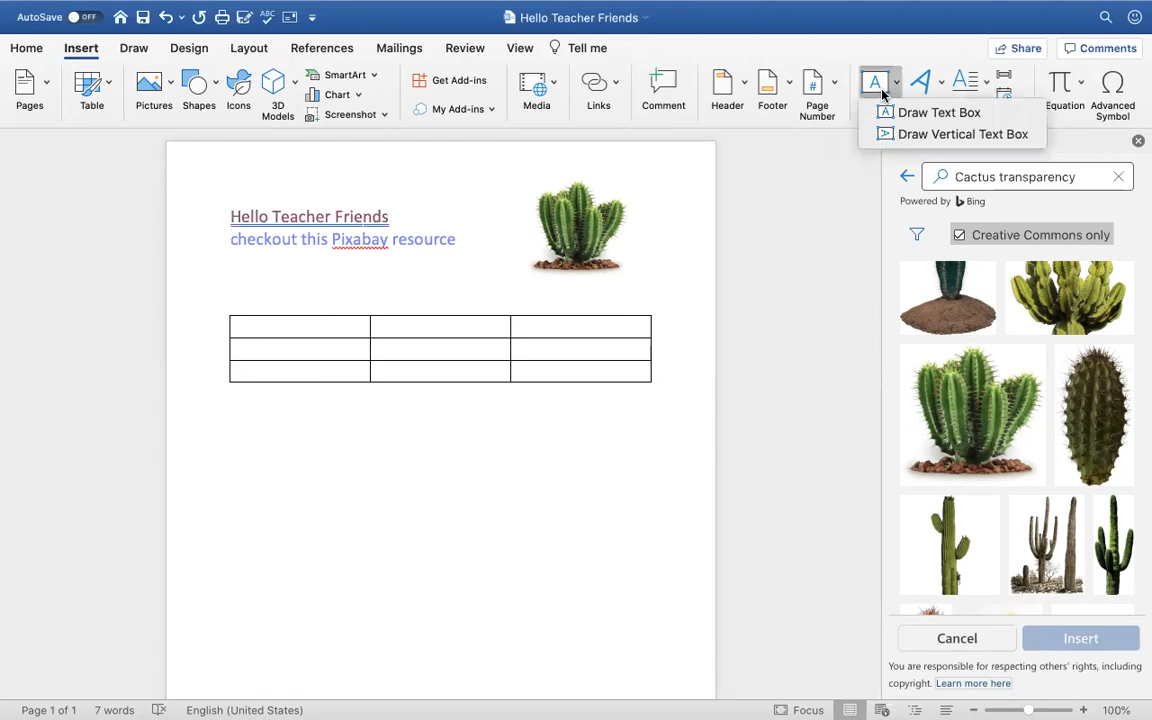 AutoSave OFF
Hello Teacher Friends
Home Insert Draw Design Layout References Mailings Review View Tell me Share Comments
Pages
Table
Pictures
Shapes
Icons
3D
Models
SmartArt
Chart
Screenshot
Get Add-ins
My Add-ins
Media
Links
Comment
Header
Footer
Page
Number
Equation
Advanced
Symbol
Draw Text Box
Draw Vertical Text Box
Cactus transparency
Powered by Bing
Creative Commons only
Hello Teacher Friends
checkout this Pixabay resource
Cancel Insert
You are responsible for respecting others' rights, including
copyright. Learn more here
Page 1 of 1 7 words English (United States) Focus 100%